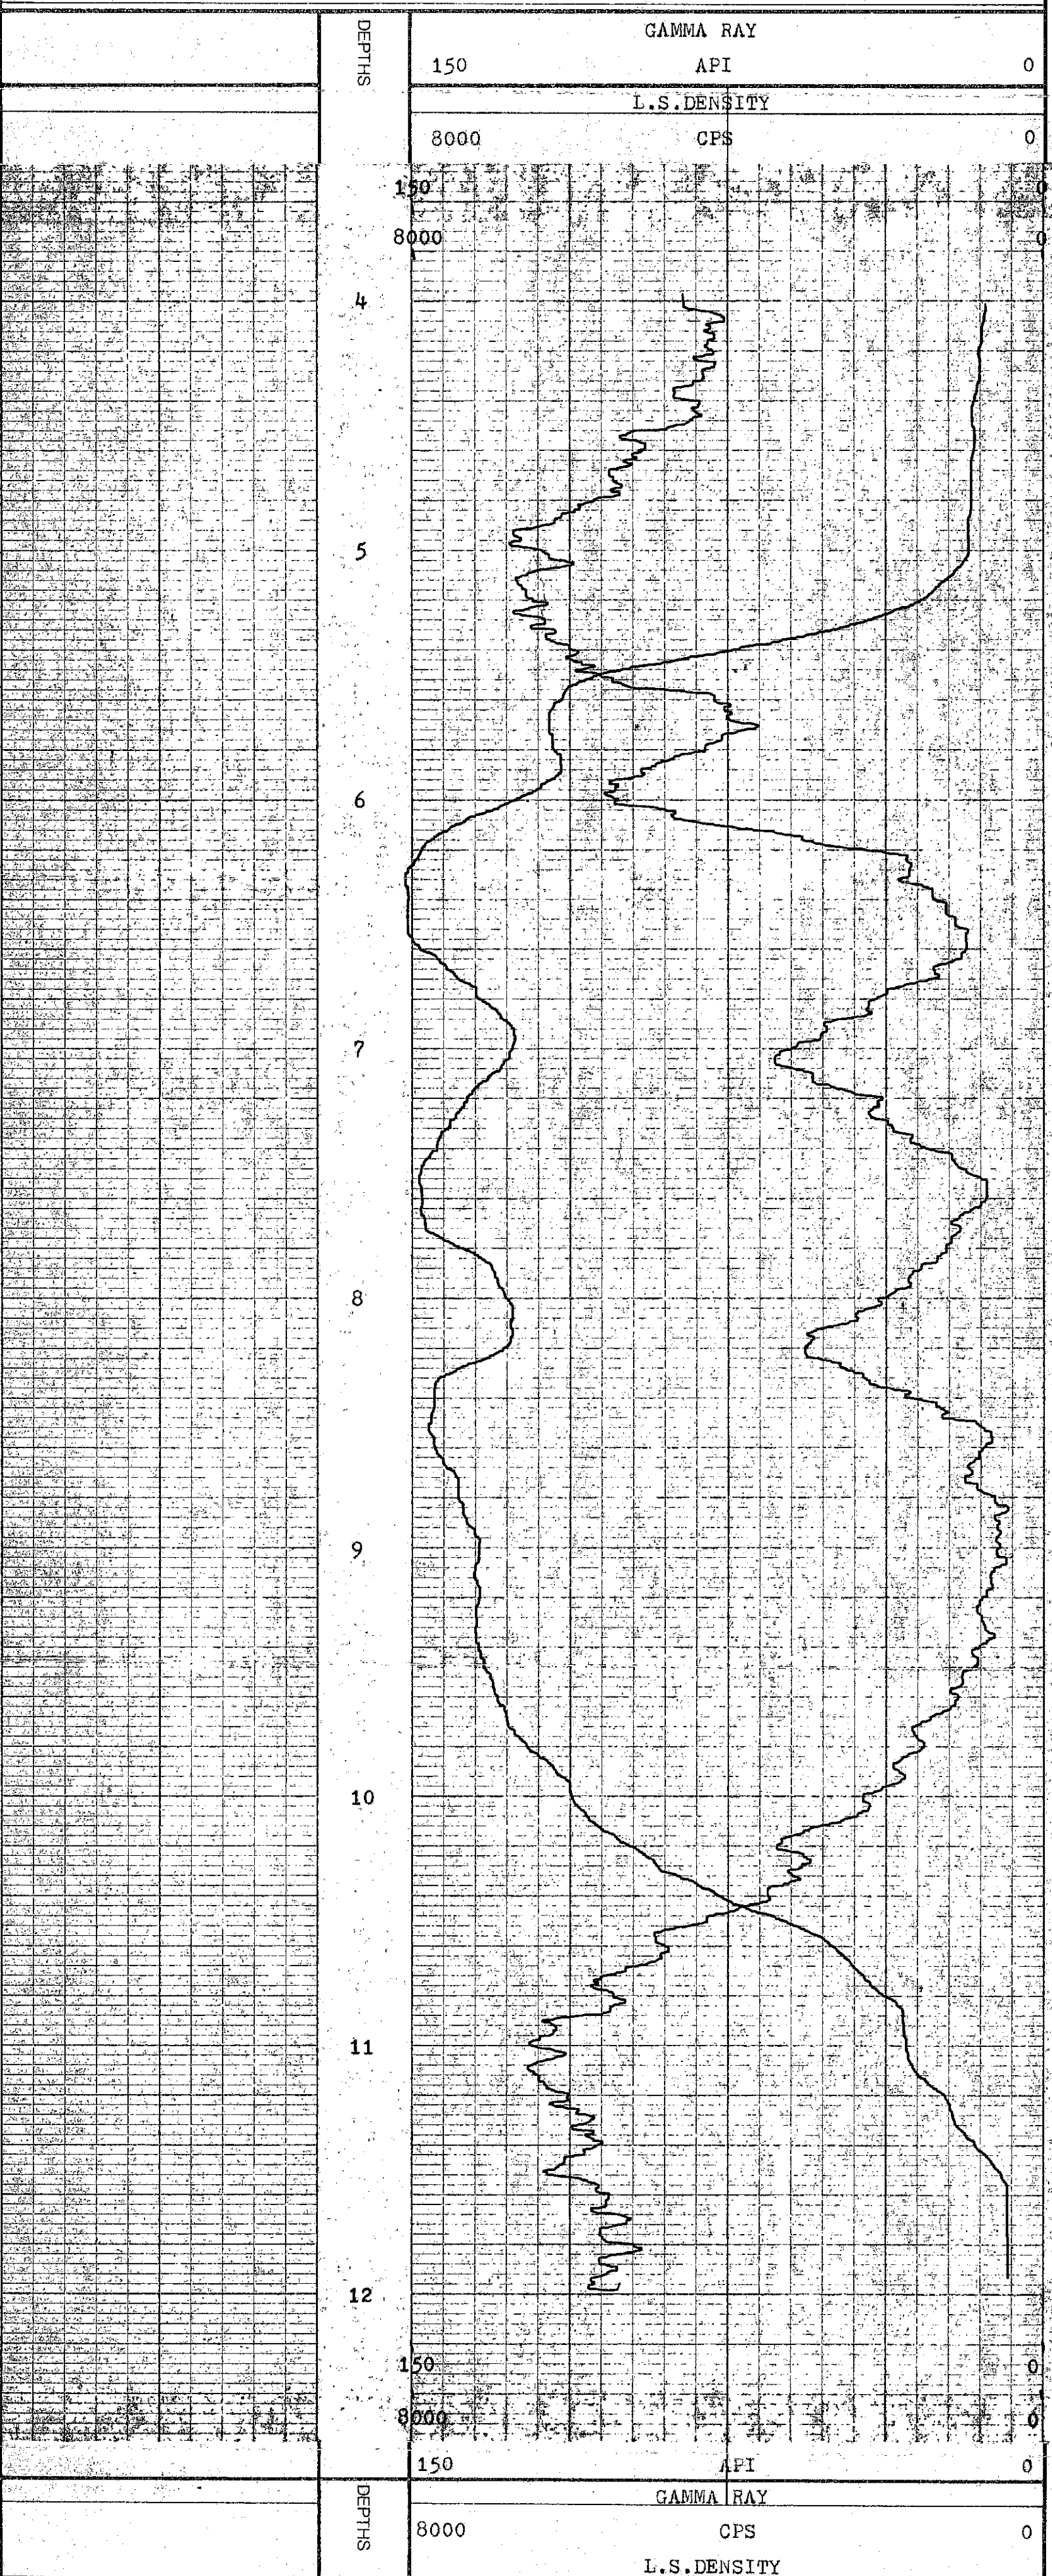 DEPTHS
GAMMA RAY
150 API 0
L.S.DENSITY
8000 CPS 0
150 0
8000 0
4
5
6
7
8
9
10
11
12
150 0
8000 0
150 API 0
DEPTHS
GAMMA RAY
8000 CPS 0
L.S.DENSITY